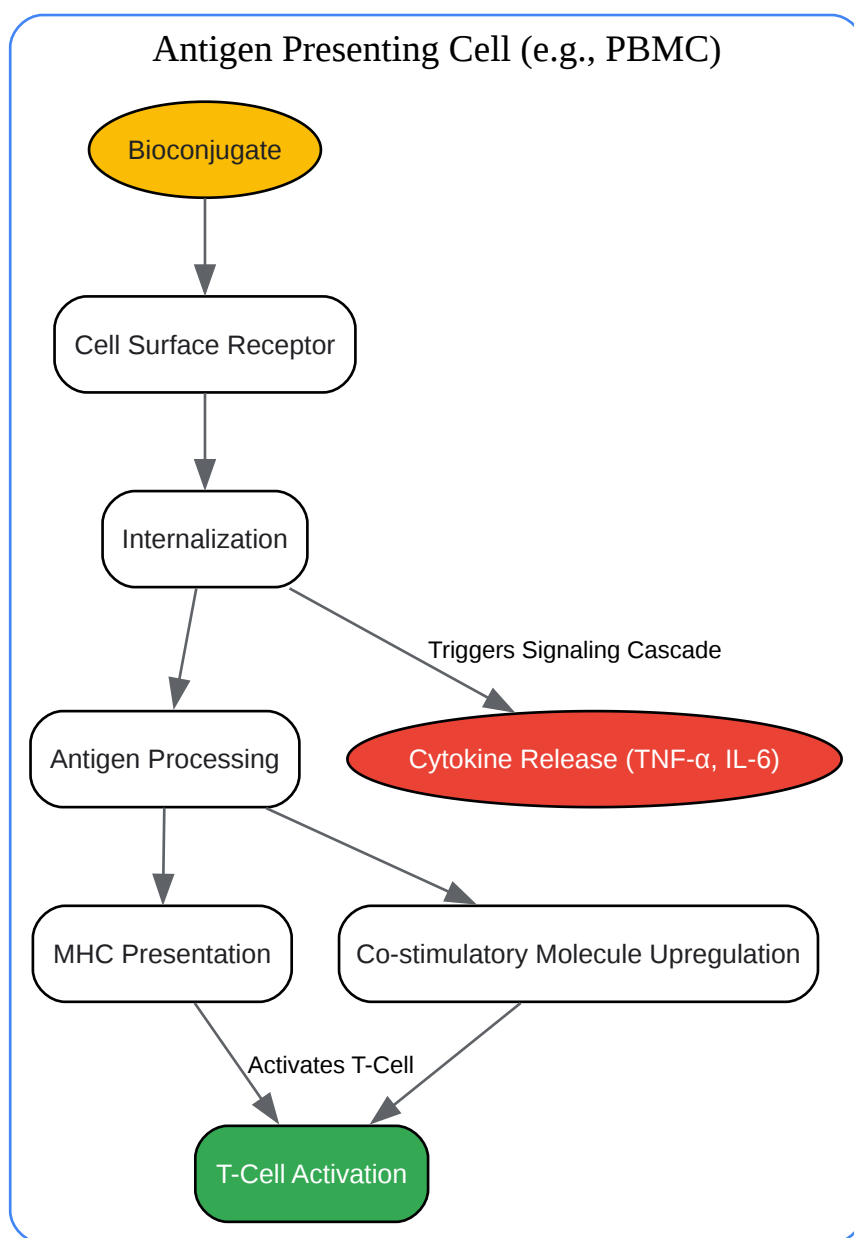 Antigen Presenting Cell (e.g., PBMC)
Bioconjugate
Cell Surface Receptor
Internalization
Triggers Signaling Cascade
Antigen Processing
Cytokine Release (TNF-α, IL-6)
MHC Presentation
Co-stimulatory Molecule Upregulation
Activates T-Cell
T-Cell Activation